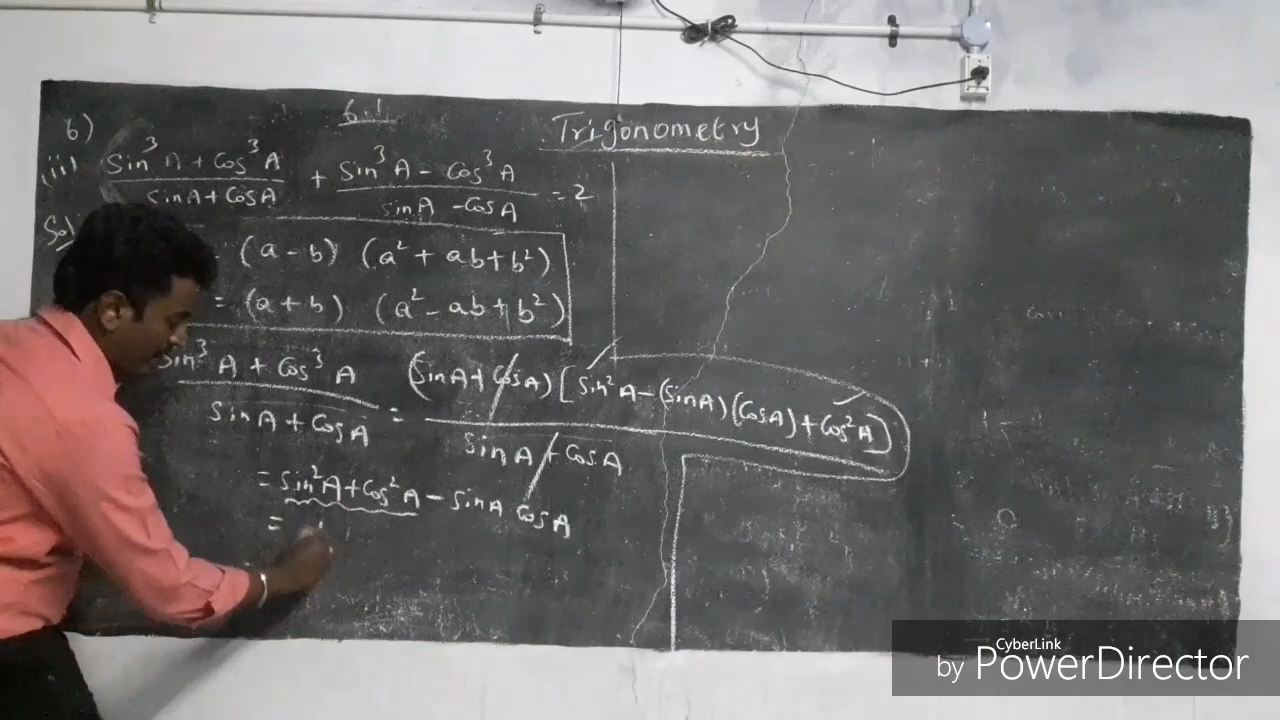 6.1
Trigonometry
6)
(ii) Sin³A + Cos³A / SinA + CosA + Sin³A - Cos³A / SinA - CosA = 2
Sol
= (a - b) (a² + ab + b²)
= (a + b) (a² - ab + b²)
Sin³A + Cos³A / SinA + CosA = (SinA + CosA) [Sin²A - (SinA) (CosA) + Cos²A] / SinA + CosA
= Sin²A + Cos²A - SinA CosA
= 1
CyberLink
by PowerDirector